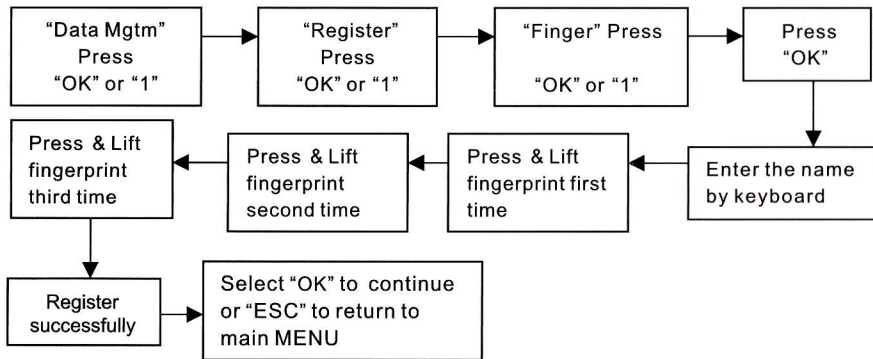 “Data Mgtm”
Press
“OK” or “1”
“Register”
Press
“OK” or “1”
“Finger” Press
“OK” or “1”
Press
“OK”
Enter the name
by keyboard
Press & Lift
fingerprint first
time
Press & Lift
fingerprint
second time
Press & Lift
fingerprint
third time
Register
successfully
Select “OK” to continue
or “ESC” to return to
main MENU